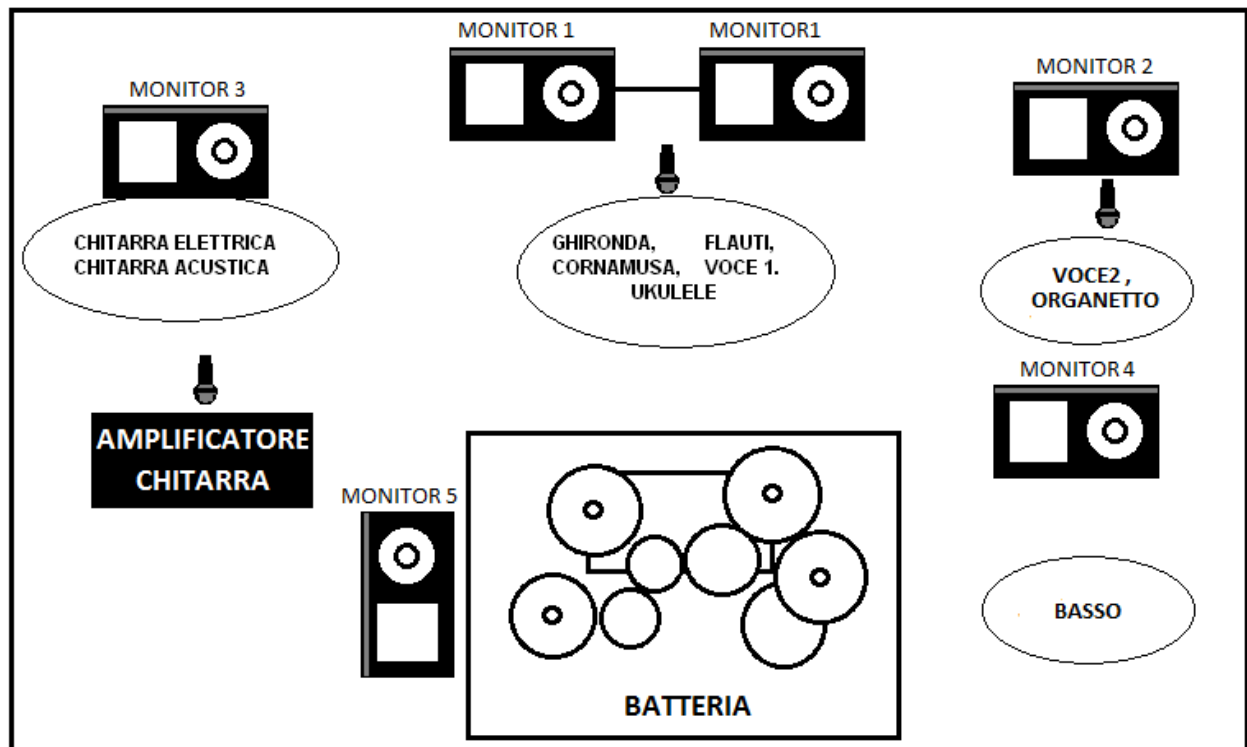 MONITOR 1
MONITOR1
MONITOR 2
MONITOR 3
CHITARRA ELETTRICA
CHITARRA ACUSTICA
GHIRONDA, FLAUTI,
CORNAMUSA, VOCE 1.
UKULELE
VOCE2 ,
ORGANETTO
MONITOR 4
AMPLIFICATORE
CHITARRA
MONITOR 5
BASSO
BATTERIA